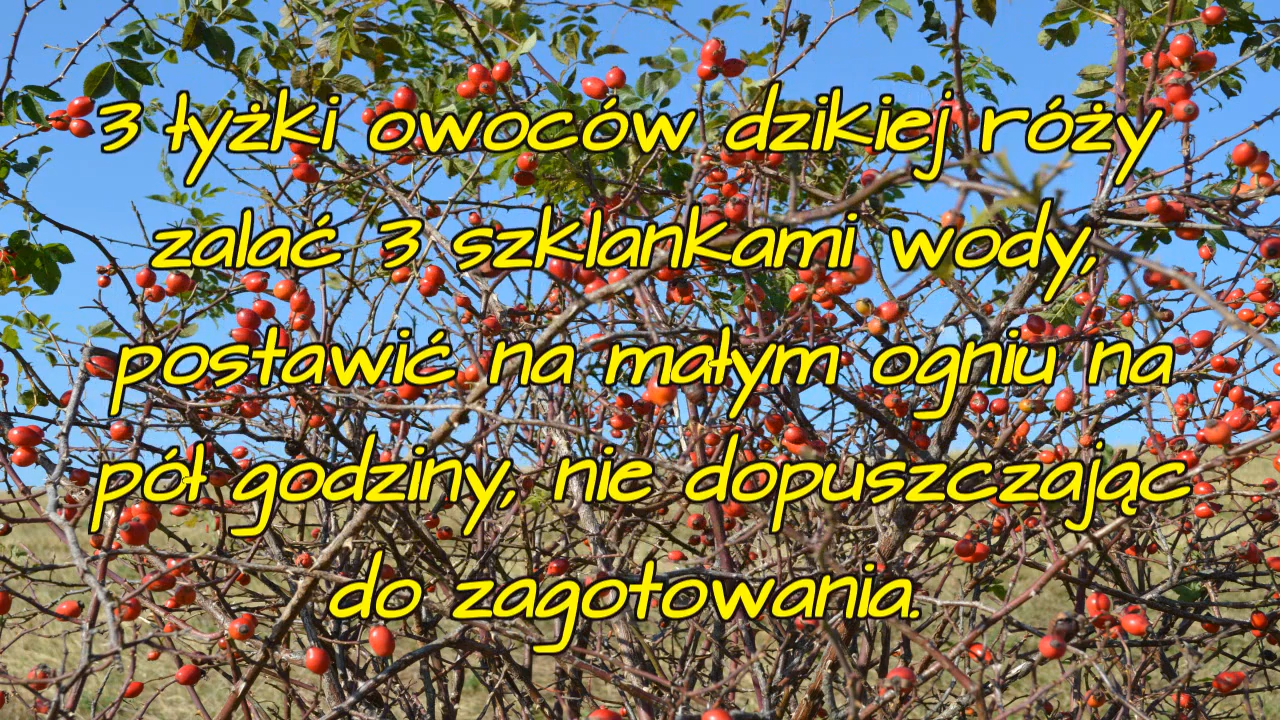 3 łyżki owoców dzikiej róży
zalać 3 szklankami wody,
postawić na małym ogniu na
pół godziny, nie dopuszczając
do zagotowania.